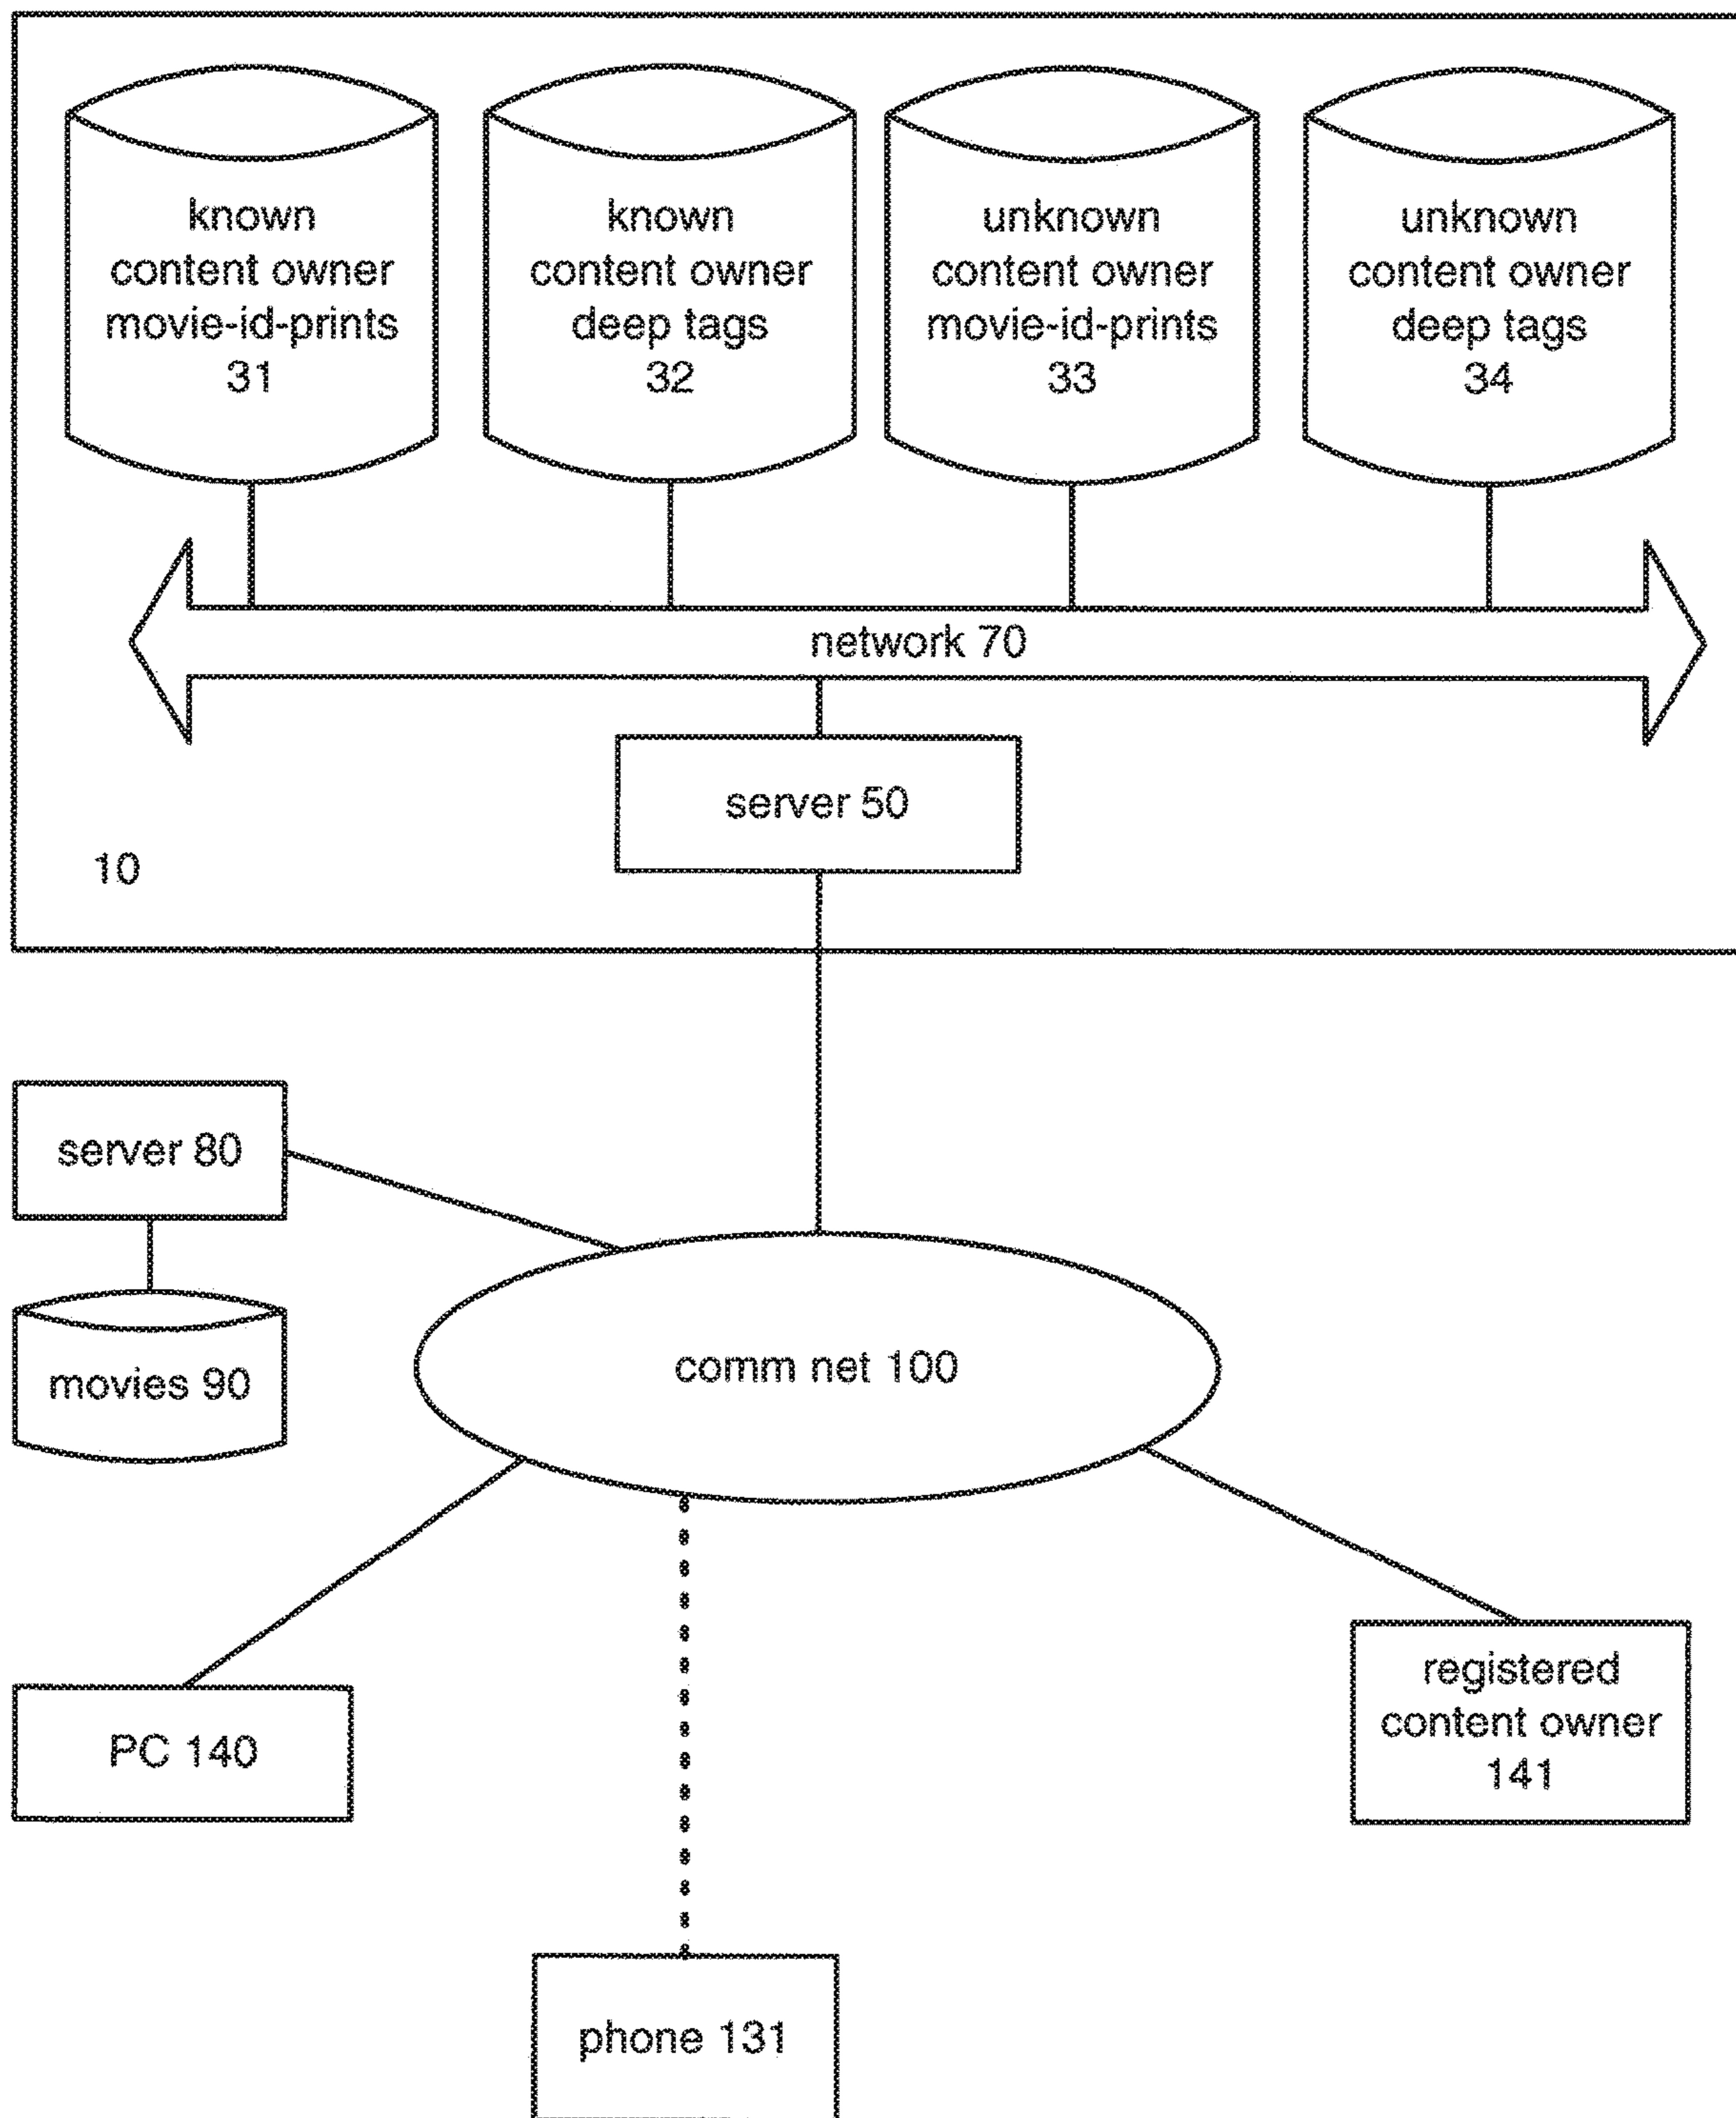 known
content owner
movie-id-prints
31
known
content owner
deep tags
32
unknown
content owner
movie-id-prints
33
unknown
content owner
deep tags
34
network 70
server 50
10
server 80
movies 90
comm net 100
PC 140
registered
content owner
141
phone 131